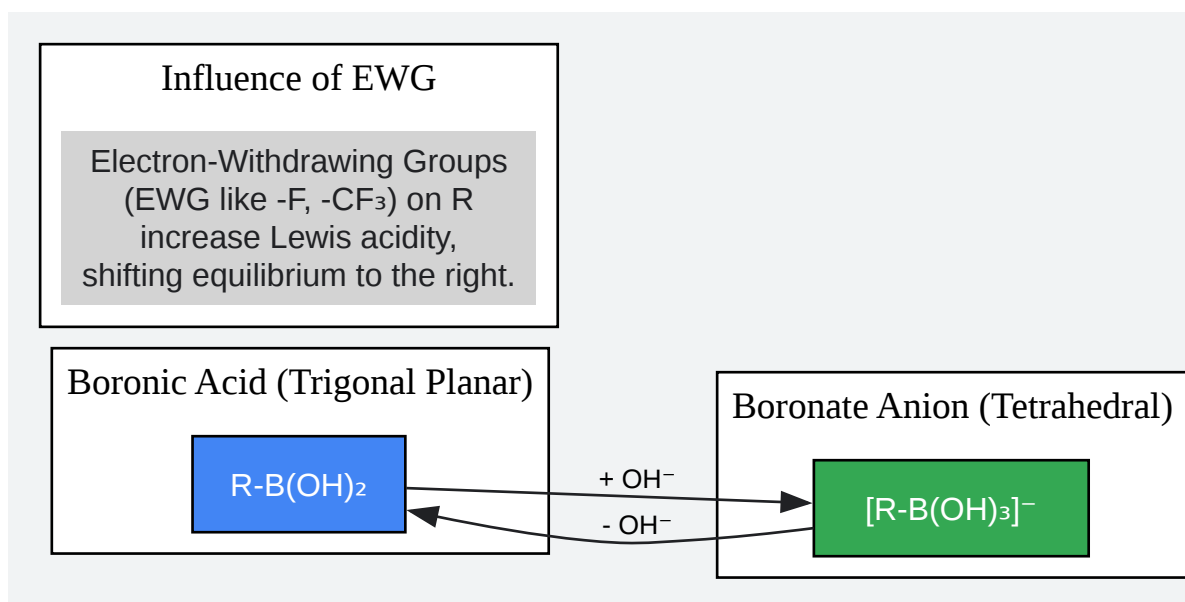 Influence of EWG
Electron-Withdrawing Groups
(EWG like -F, -CF₃) on R
increase Lewis acidity,
shifting equilibrium to the right.
Boronic Acid (Trigonal Planar)
R-B(OH)₂
+ OH⁻
- OH⁻
Boronate Anion (Tetrahedral)
[R-B(OH)₃]⁻